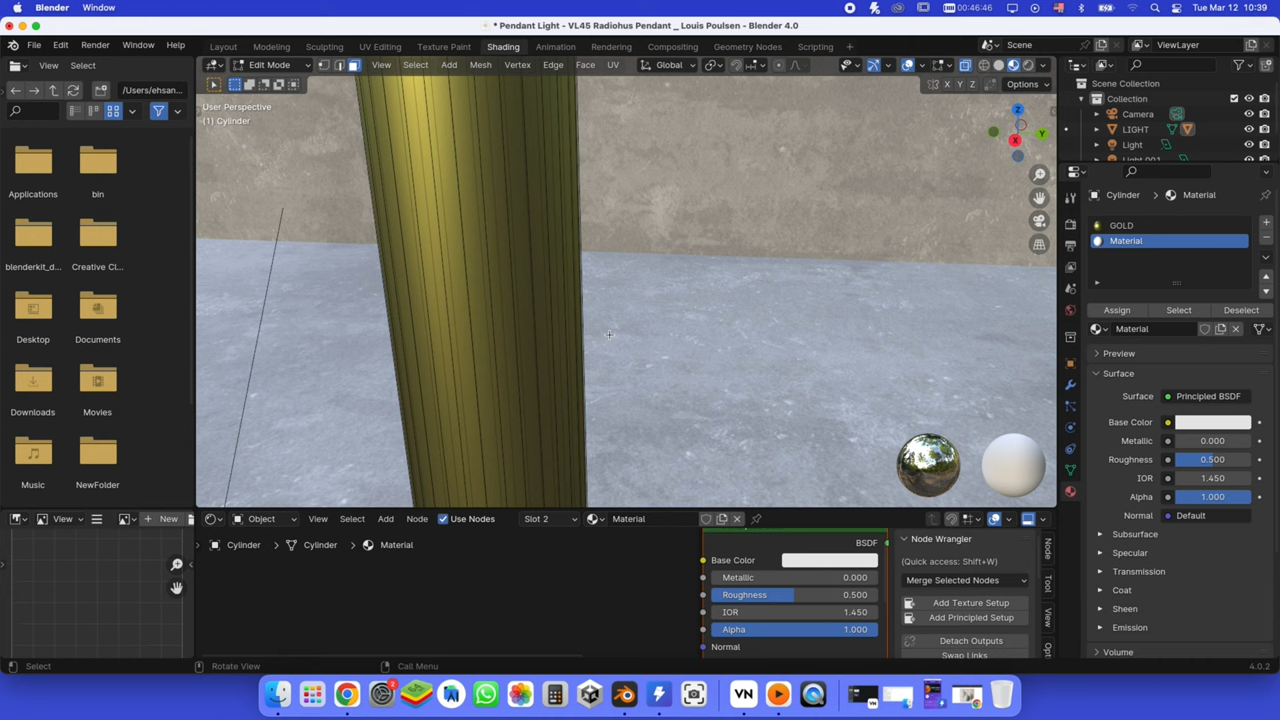 Blender Window 00:46:46 Tue Mar 12 10:39
* Pendant Light - VL45 Radiohus Pendant _ Louis Poulsen - Blender 4.0
File Edit Render Window Help Layout Modeling Sculpting UV Editing Texture Paint Shading Animation Rendering Compositing Geometry Nodes Scripting Scene ViewLayer
View Select Edit Mode View Select Add Mesh Vertex Edge Face UV Global
/Users/ehsan... X Y Z Options
User Perspective
(1) Cylinder
Scene Collection
Collection
Camera
LIGHT
Light
Light.001
Z
Y
X
Applications bin
blenderkit_d... Creative Cl...
Desktop Documents
Downloads Movies
Music NewFolder
Cylinder Material
GOLD
Material
Assign Select Deselect
Material
Preview
Surface
Surface Principled BSDF
Base Color
Metallic 0.000
Roughness 0.500
IOR 1.450
Alpha 1.000
Normal Default
Subsurface
Specular
Transmission
Coat
Sheen
Emission
Volume
View New Object View Select Add Node Use Nodes Slot 2 Material
Cylinder Cylinder Material
BSDF
Base Color
Metallic 0.000
Roughness 0.500
IOR 1.450
Alpha 1.000
Normal
Node Wrangler
(Quick access: Shift+W)
Merge Selected Nodes
Add Texture Setup
Add Principled Setup
Detach Outputs
Swap Links
Node
Tool
View
Opt
Select Rotate View Call Menu 4.0.2
2
VN